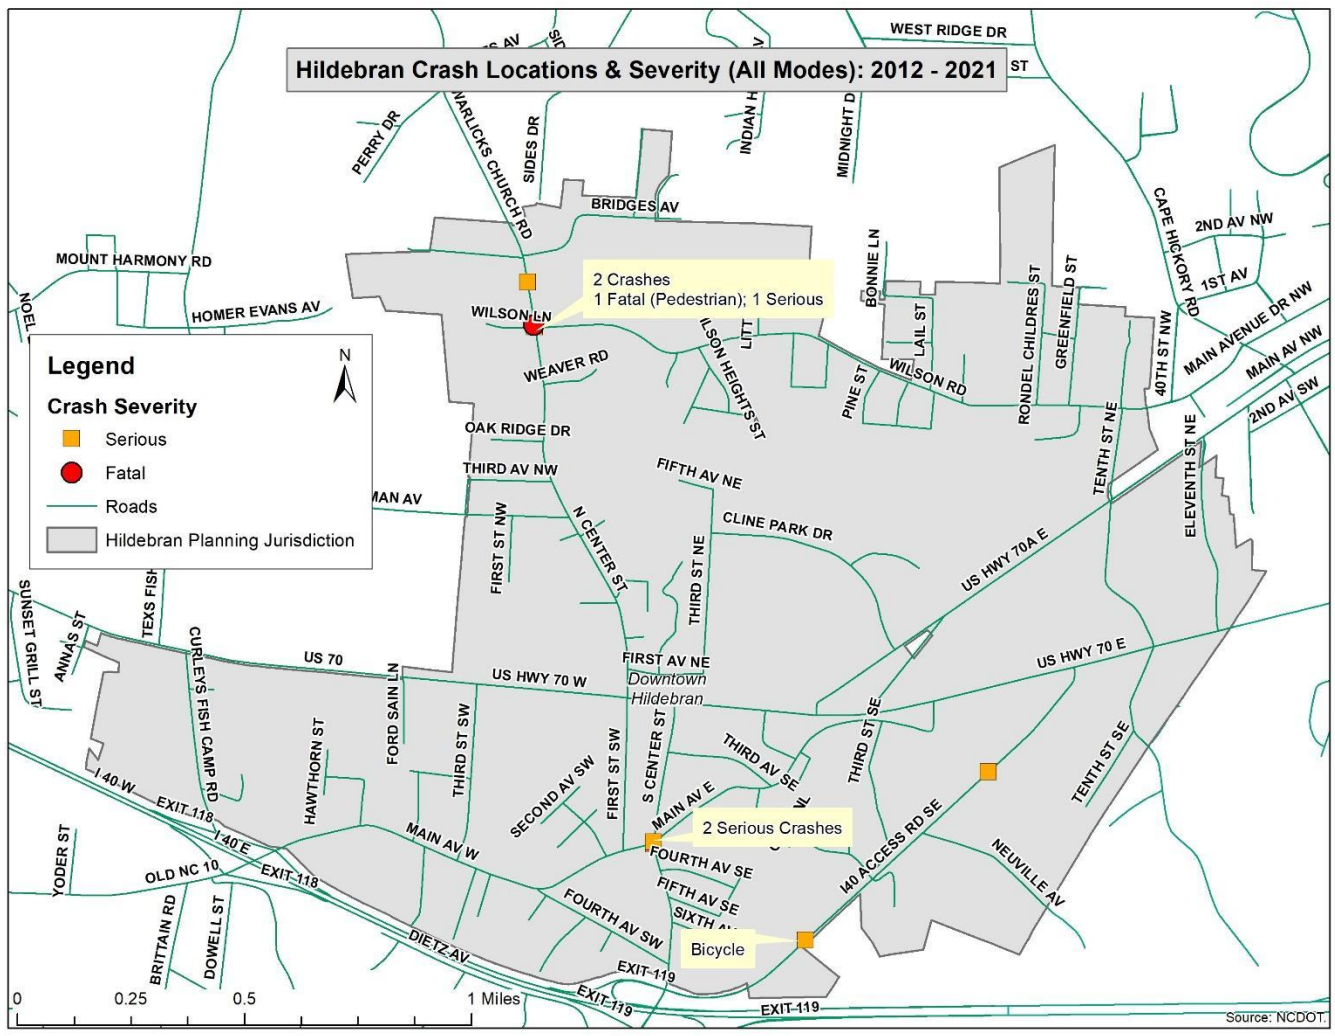 WEST RIDGE DR
Hildebran Crash Locations & Severity (All Modes): 2012 - 2021
ST
PERRY DR
WARLICKS CHURCH RD
SIDES DR
MIDNIGHT D
BRIDGES AV
CAPE HICKORY RD
2ND AV NW
MOUNT HARMONY RD
BONNIE LN
1ST AV
2 Crashes
1 Fatal (Pedestrian); 1 Serious
HOMER EVANS AV
WILSON LN
NOEL
LAIL ST
RONDEL CHILDRES ST
GREENFIELD ST
40TH ST NW
MAIN AVENUE DR NW
MAIN AV NW
2ND AV SW
WEAVER RD
ILSON HEIGHTS ST
PINE ST
WILSON RD
Legend
N
Crash Severity
Serious
Fatal
Roads
Hildebran Planning Jurisdiction
OAK RIDGE DR
THIRD AV NW
MAN AV
FIFTH AV NE
TENTH ST NE
ELEVENTH ST NE
FIRST ST NW
N CENTER ST
CLINE PARK DR
THIRD ST NE
US HWY 70A E
SUNSET GRILL ST
ANNAS ST
TEXS FISH
CURLEYS FISH CAMP RD
US 70
FORD SAIN LN
US HWY 70 W
FIRST AV NE
Downtown
Hildebran
US HWY 70 E
HAWTHORN ST
THIRD ST SW
SECOND AV SW
FIRST ST SW
S CENTER ST
THIRD AV SE
THIRD ST SE
TENTH ST SE
I 40 W
EXIT 118
I 40 E
EXIT 118
MAIN AV W
MAIN AV E
2 Serious Crashes
I40 ACCESS RD SE
NEUVILLE AV
YODER ST
OLD NC 10
FOURTH AV SE
FIFTH AV SE
SIXTH AV
FOURTH AV SW
Bicycle
BRITTAIN RD
DOWELL ST
DIETZ AV
EXIT 119
EXIT 119
EXIT 119
0 0.25 0.5 1 Miles
Source: NCDOT.